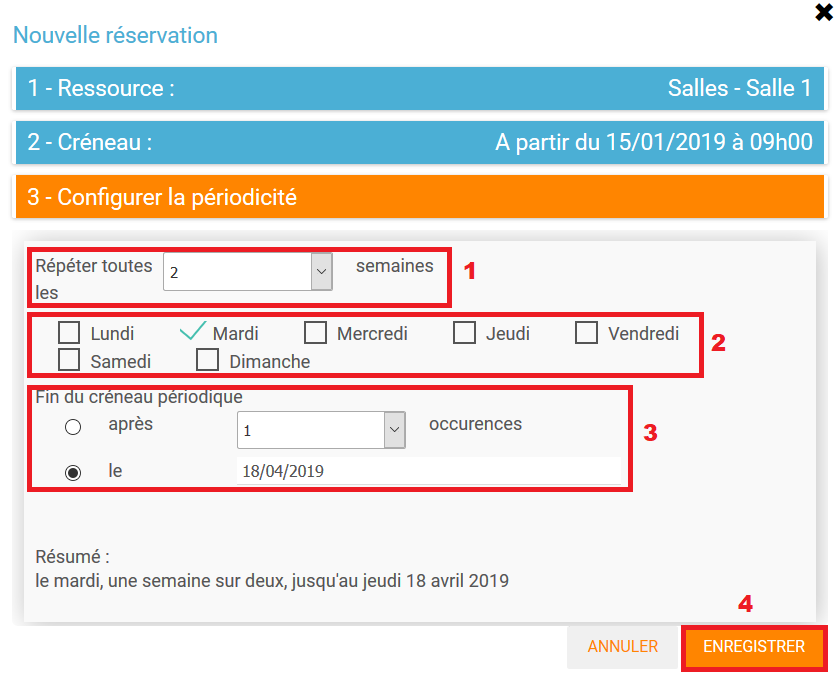 Nouvelle réservation
1 - Ressource : Salles - Salle 1
2 - Créneau : A partir du 15/01/2019 à 09h00
3 - Configurer la périodicité
Répéter toutes les 2 semaines 1
Lundi Mardi Mercredi Jeudi Vendredi 2
Samedi Dimanche
Fin du créneau périodique
après 1 occurences 3
le 18/04/2019
Résumé :
le mardi, une semaine sur deux, jusqu'au jeudi 18 avril 2019
4
ANNULER ENREGISTRER